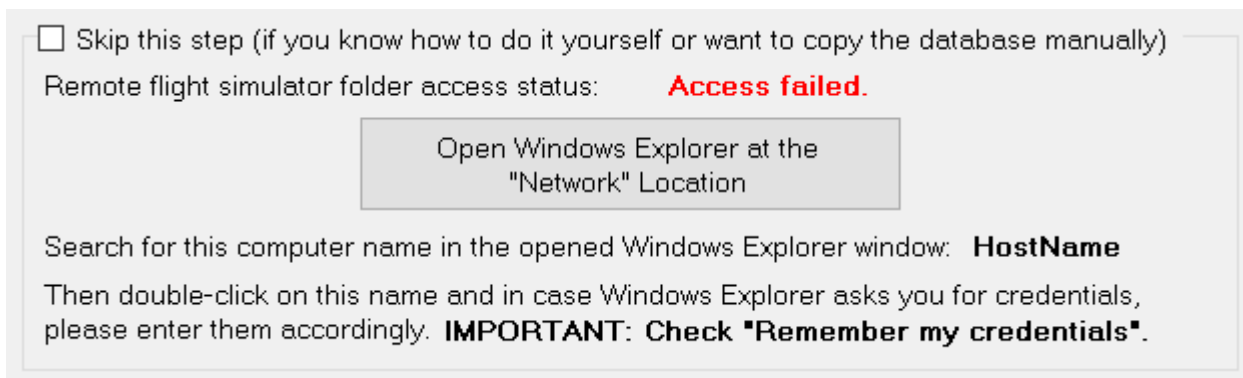 Skip this step (if you know how to do it yourself or want to copy the database manually)
Remote flight simulator folder access status: Access failed.
Open Windows Explorer at the
"Network" Location
Search for this computer name in the opened Windows Explorer window: HostName
Then double-click on this name and in case Windows Explorer asks you for credentials,
please enter them accordingly. IMPORTANT: Check "Remember my credentials".